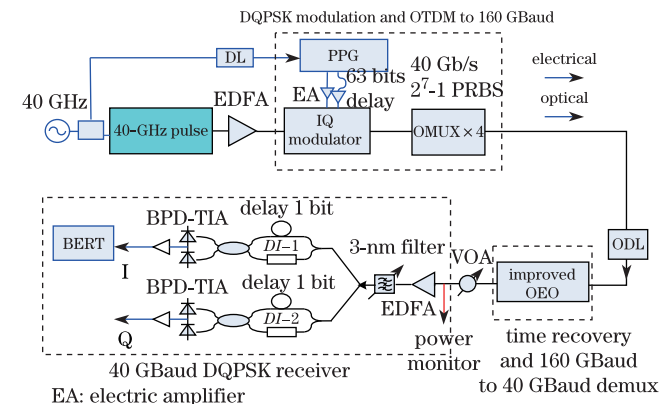 DQPSK modulation and OTDM to 160 GBaud
DL
PPG
40 Gb/s
2⁷-1 PRBS
63 bits
delay
EA
electrical
optical
40 GHz
EDFA
40-GHz pulse
IQ
modulator
OMUX×4
BPD-TIA
delay 1 bit
BERT
DI-1
I
3-nm filter
VOA
ODL
improved
OEO
BPD-TIA
delay 1 bit
DI-2
Q
EDFA
power
monitor
time recovery
and 160 GBaud
to 40 GBaud demux
40 GBaud DQPSK receiver
EA: electric amplifier